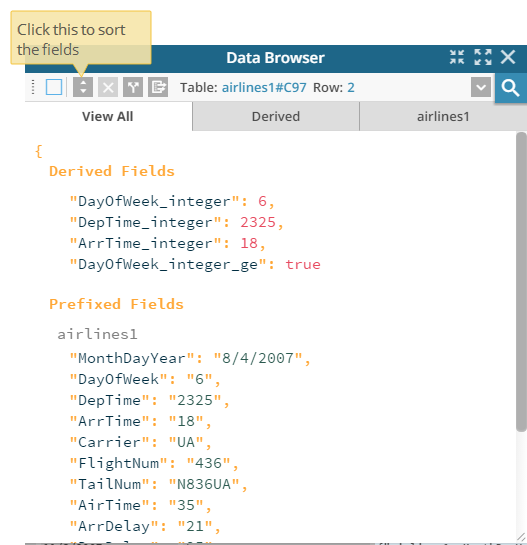 Click this to sort
the fields
Data Browser
Table: airlines1#C97 Row: 2
View All
Derived
airlines1
{
Derived Fields
"DayOfWeek_integer": 6,
"DepTime_integer": 2325,
"ArrTime_integer": 18,
"DayOfWeek_integer_ge": true
Prefixed Fields
airlines1
"MonthDayYear": "8/4/2007",
"DayOfWeek": "6",
"DepTime": "2325",
"ArrTime": "18",
"Carrier": "UA",
"FlightNum": "436",
"TailNum": "N836UA",
"AirTime": "35",
"ArrDelay": "21",